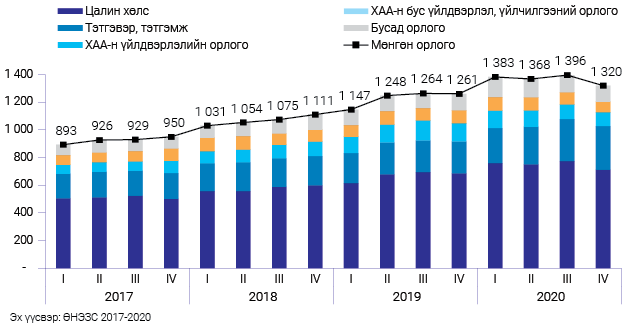 Цалин хөлс
Тэтгэвэр, тэтгэмж
ХАА-н үйлдвэрлэлийн орлого
ХАА-н бус үйлдвэрлэл, үйлчилгээний орлого
Бусад орлого
Мөнгөн орлого
1 400
1 200
1 000
800
600
400
200
-
893 926 929 950 1 031 1 054 1 075 1 111 1 147 1 248 1 264 1 261 1 383 1 368 1 396 1 320
I II III IV I II III IV I II III IV I II III IV
2017 2018 2019 2020
Эх үүсвэр: ӨНЭЗС 2017-2020